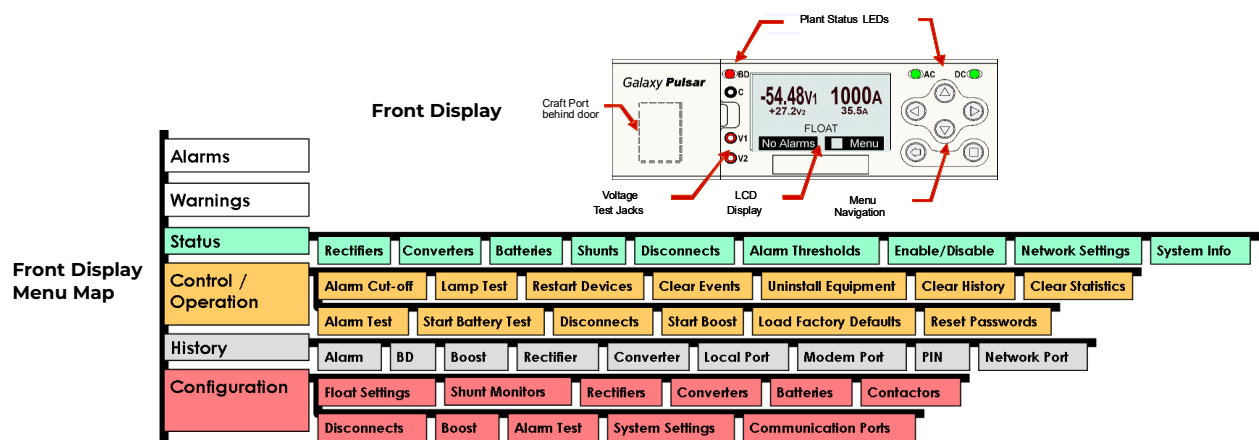 Plant Status LEDs
Galaxy Pulsar
BD
C
V1
V2
-54.48V1 1000A
+27.2V2 35.5A
FLOAT
No Alarms Menu
AC DC
Front Display
Craft Port
behind door
Voltage
Test Jacks
LCD
Display
Menu
Navigation
Front Display
Menu Map
Alarms
Warnings
Status
Rectifiers Converters Batteries Shunts Disconnects Alarm Thresholds Enable/Disable Network Settings System Info
Control /
Operation
Alarm Cut-off Lamp Test Restart Devices Clear Events Uninstall Equipment Clear History Clear Statistics
Alarm Test Start Battery Test Disconnects Start Boost Load Factory Defaults Reset Passwords
History
Alarm BD Boost Rectifier Converter Local Port Modem Port PIN Network Port
Configuration
Float Settings Shunt Monitors Rectifiers Converters Batteries Contactors
Disconnects Boost Alarm Test System Settings Communication Ports